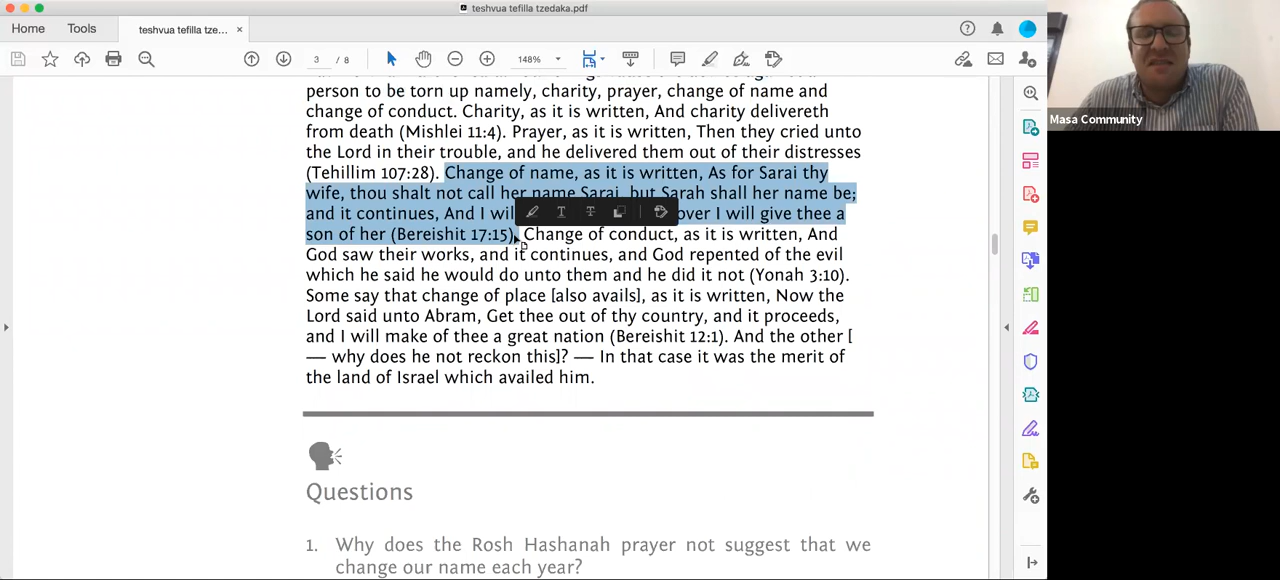 teshvua tefilla tzedaka.pdf
Home Tools teshvua tefilla tze... ×
3 / 8 148%
person to be torn up namely, charity, prayer, change of name and
change of conduct. Charity, as it is written, And charity delivereth
from death (Mishlei 11:4). Prayer, as it is written, Then they cried unto
the Lord in their trouble, and he delivered them out of their distresses
(Tehillim 107:28). Change of name, as it is written, As for Sarai thy
wife, thou shalt not call her name Sarai, but Sarah shall her name be;
and it continues, And I wil over I will give thee a
son of her (Bereishit 17:15). Change of conduct, as it is written, And
God saw their works, and it continues, and God repented of the evil
which he said he would do unto them and he did it not (Yonah 3:10).
Some say that change of place [also avails], as it is written, Now the
Lord said unto Abram, Get thee out of thy country, and it proceeds,
and I will make of thee a great nation (Bereishit 12:1). And the other [
— why does he not reckon this]? — In that case it was the merit of
the land of Israel which availed him.
Questions
1. Why does the Rosh Hashanah prayer not suggest that we
change our name each year?
Masa Community